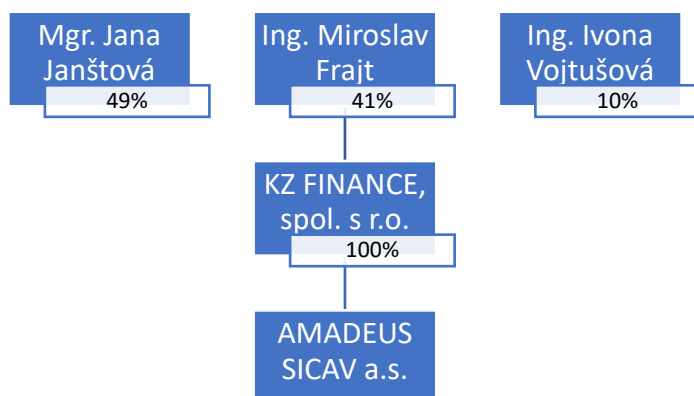 Mgr. Jana
Janštová
49%
Ing. Miroslav
Frajt
41%
Ing. Ivona
Vojtušová
10%
KZ FINANCE,
spol. s r.o.
100%
AMADEUS
SICAV a.s.